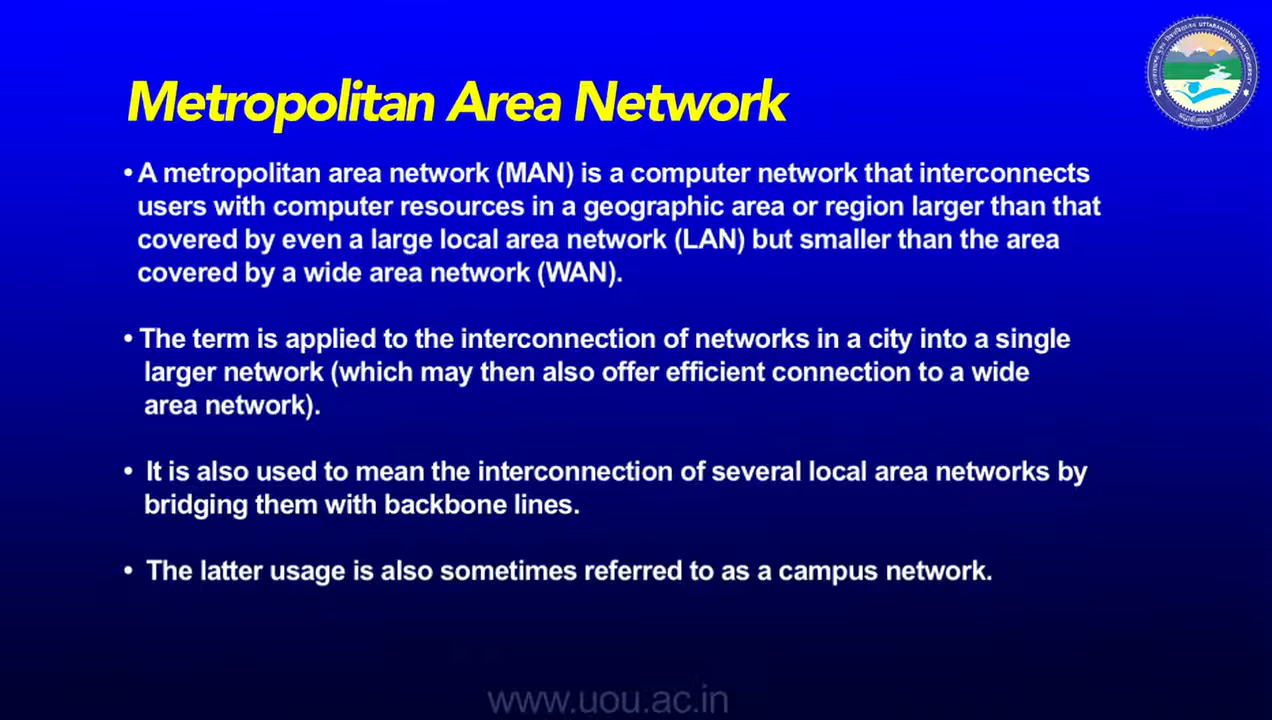 Metropolitan Area Network
• A metropolitan area network (MAN) is a computer network that interconnects
users with computer resources in a geographic area or region larger than that
covered by even a large local area network (LAN) but smaller than the area
covered by a wide area network (WAN).
• The term is applied to the interconnection of networks in a city into a single
larger network (which may then also offer efficient connection to a wide
area network).
• It is also used to mean the interconnection of several local area networks by
bridging them with backbone lines.
• The latter usage is also sometimes referred to as a campus network.
www.uou.ac.in